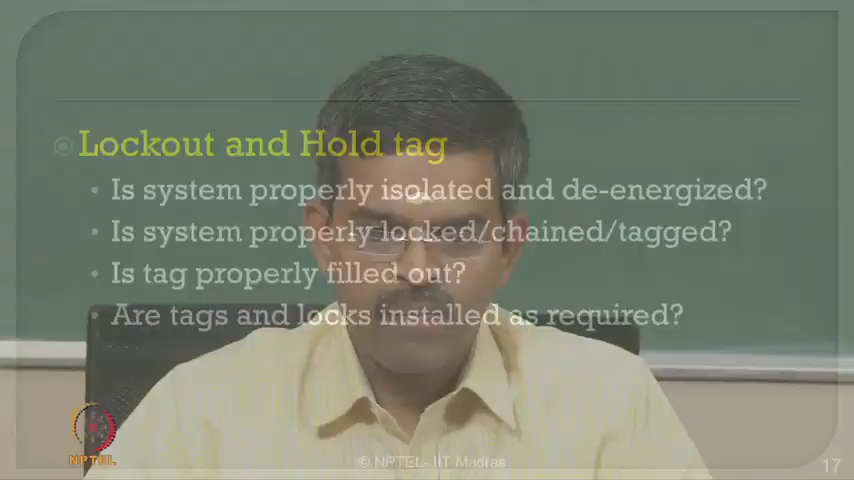 Lockout and Hold tag
Is system properly isolated and de-energized?
Is system properly locked/chained/tagged?
Is tag properly filled out?
Are tags and locks installed as required?
NPTEL
© NPTEL- IIT Madras
17